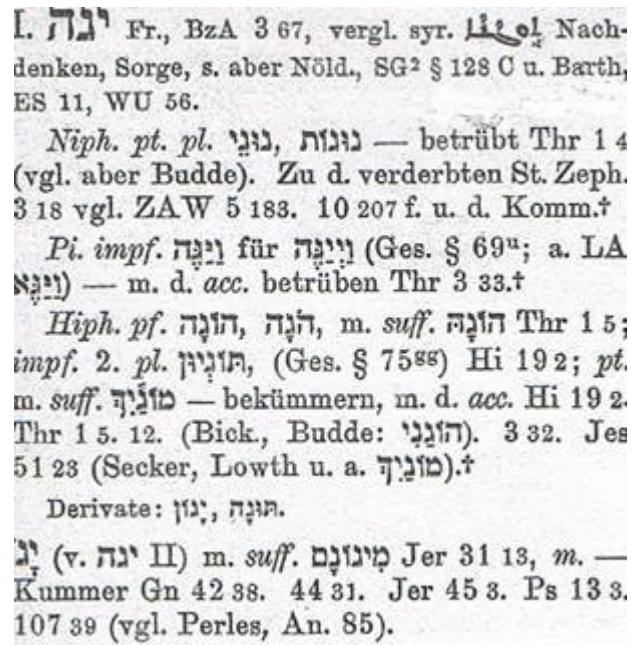 I. יגה Fr., BzA 3 67, vergl. syr. Nach-
denken, Sorge, s. aber Nöld., SG² § 128 C u. Barth,
ES 11, WU 56.
Niph. pt. pl. נוּגֵי, נוּגוֹת — betrübt Thr 1 4
(vgl. aber Budde). Zu d. verderbten St. Zeph.
3 18 vgl. ZAW 5 183. 10 207 f. u. d. Komm.†
Pi. impf. וַיַּגֶּה für וַיְיַגֶּה (Ges. § 69ᵘ; a. LA
וַיַּגֶּא) — m. d. acc. betrüben Thr 3 33.†
Hiph. pf. הוֹגָה, הֹגָה, m. suff. הוֹגָהּ Thr 1 5;
impf. 2. pl. תּוֹגְיוּן, (Ges. § 75ᵍᵍ) Hi 19 2; pt.
m. suff. מוֹגַיִךְ — bekümmern, m. d. acc. Hi 19 2.
Thr 1 5. 12. (Bick., Budde: הוֹגַנִי). 3 32. Jes
51 23 (Secker, Lowth u. a. מוֹנַיִךְ).†
Derivate: יָגוֹן, תּוּגָה.
(v. יגה II) m. suff. מִיגוֹנָם Jer 31 13, m. —
Kummer Gn 42 38. 44 31. Jer 45 3. Ps 13 3.
107 39 (vgl. Perles, An. 85).